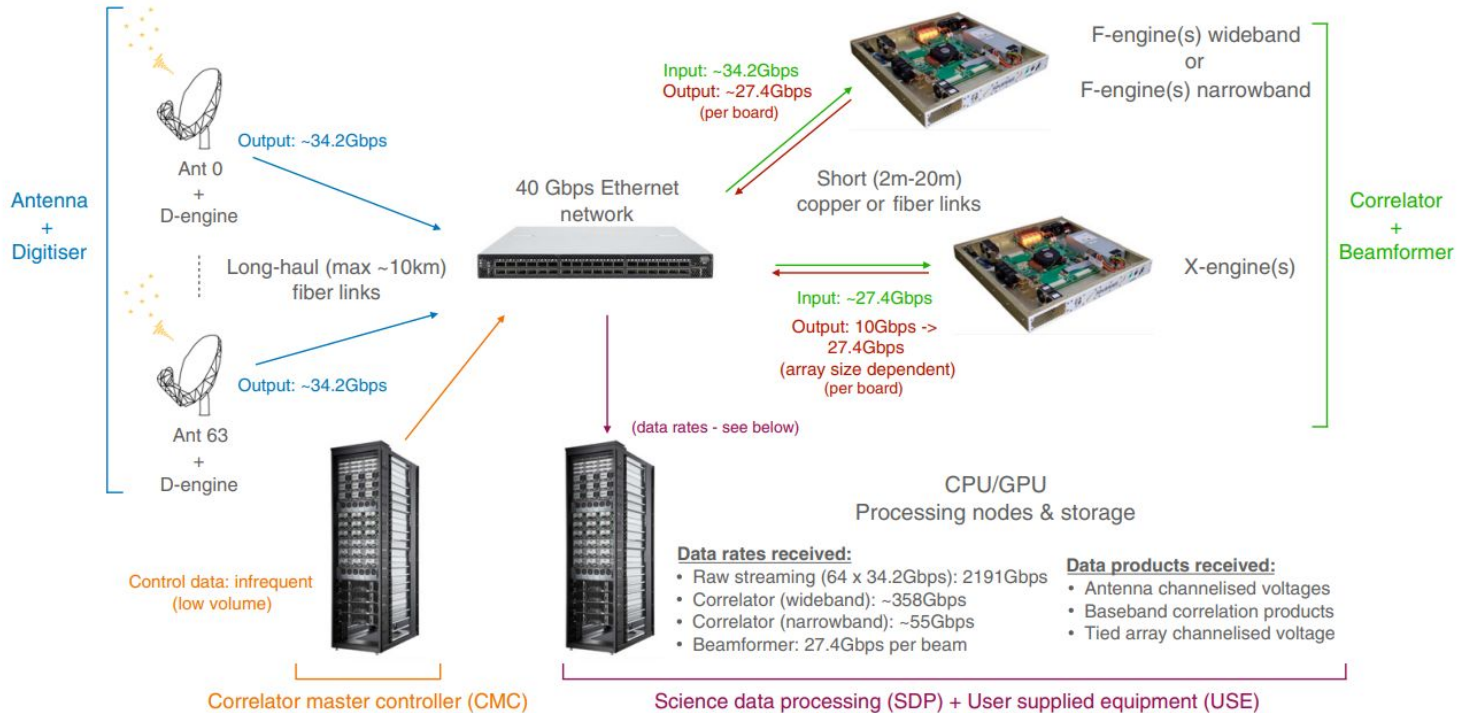 Antenna
+
Digitiser
Output: ~34.2Gbps
Ant 0
+
D-engine
Long-haul (max ~10km)
fiber links
Output: ~34.2Gbps
Ant 63
+
D-engine
40 Gbps Ethernet
network
Input: ~34.2Gbps
Output: ~27.4Gbps
(per board)
F-engine(s) wideband
or
F-engine(s) narrowband
Short (2m-20m)
copper or fiber links
Input: ~27.4Gbps
Output: 10Gbps ->
27.4Gbps
(array size dependent)
(per board)
X-engine(s)
Correlator
+
Beamformer
(data rates - see below)
Control data: infrequent
(low volume)
CPU/GPU
Processing nodes & storage
Data rates received:
• Raw streaming (64 x 34.2Gbps): 2191Gbps
• Correlator (wideband): ~358Gbps
• Correlator (narrowband): ~55Gbps
• Beamformer: 27.4Gbps per beam
Data products received:
• Antenna channelised voltages
• Baseband correlation products
• Tied array channelised voltage
Correlator master controller (CMC)
Science data processing (SDP) + User supplied equipment (USE)